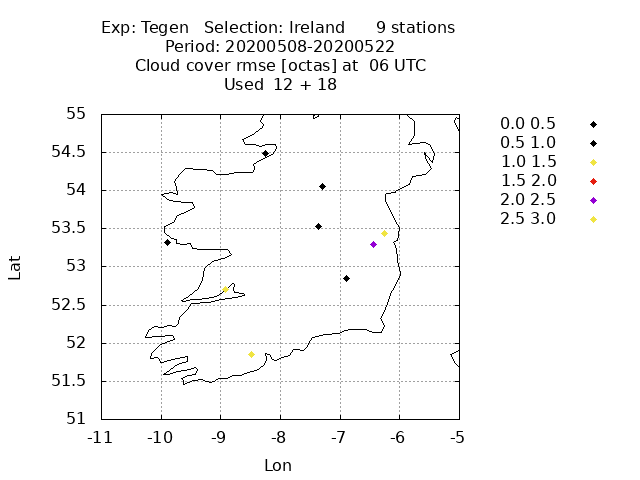 Exp: Tegen Selection: Ireland 9 stations
Period: 20200508-20200522
Cloud cover rmse [octas] at 06 UTC
Used 12 + 18
0.0 0.5
0.5 1.0
1.0 1.5
1.5 2.0
2.0 2.5
2.5 3.0
Lat
55
54.5
54
53.5
53
52.5
52
51.5
51
-11 -10 -9 -8 -7 -6 -5
Lon